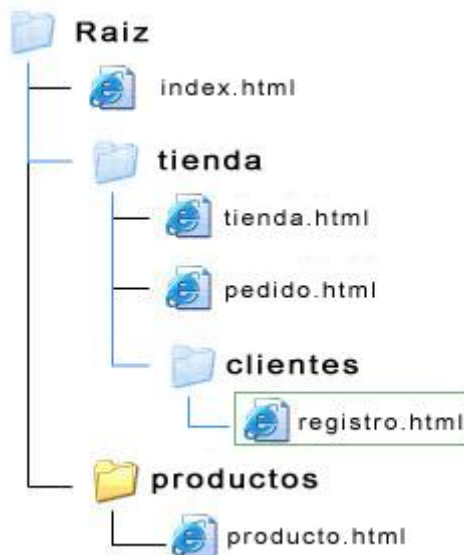 Raiz
index.html
tienda
tienda.html
pedido.html
clientes
registro.html
productos
producto.html